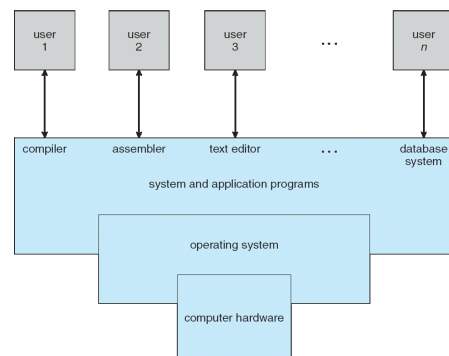 user
1
user
2
user
3
...
user
n
compiler
assembler
text editor
...
database
system
system and application programs
operating system
computer hardware